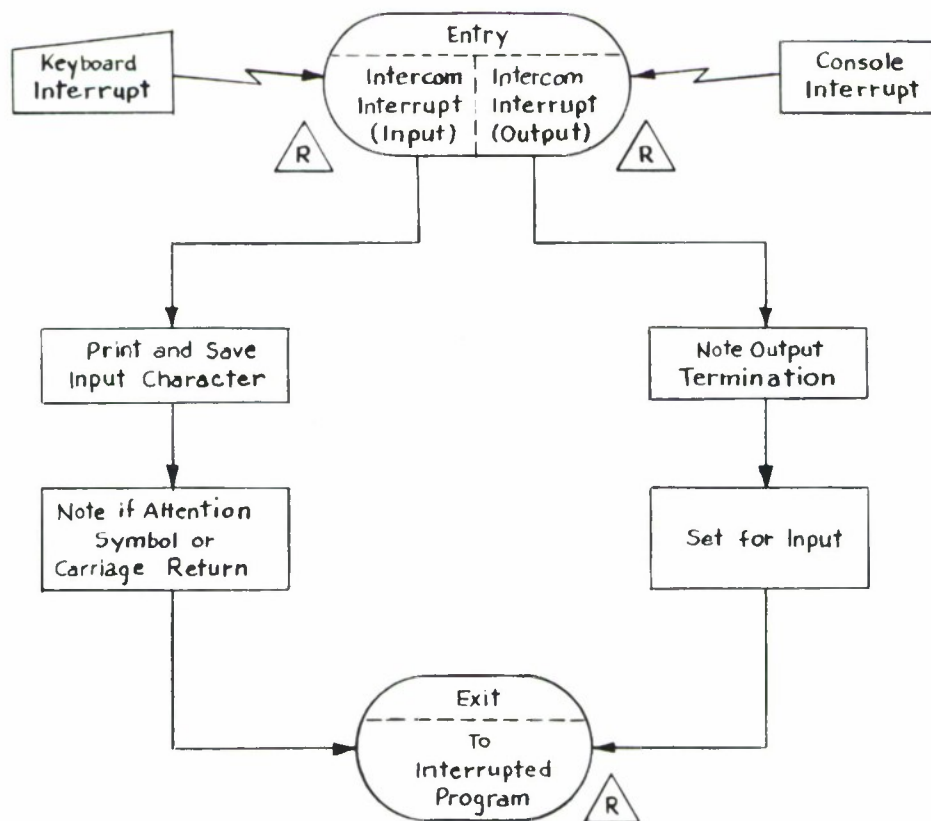 Entry
Keyboard
Interrupt
Intercom
Interrupt
(Input)
Intercom
Interrupt
(Output)
Console
Interrupt
R
R
Print and Save
Input Character
Note Output
Termination
Note if Attention
Symbol or
Carriage Return
Set for Input
Exit
To
Interrupted
Program
R